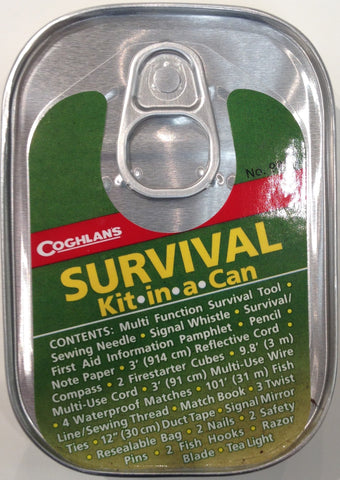 No.
COGHLAN'S
SURVIVAL
Kit•in•a•Can
CONTENTS: Multi Function Survival Tool •
Sewing Needle • Signal Whistle • Survival/
First Aid Information Pamphlet • Pencil •
Note Paper • 3' (914 cm) Reflective Cord •
Compass • 2 Firestarter Cubes • 9.8' (3 m)
Multi-Use Cord • 3' (91 cm) Multi-Use Wire
• 4 Waterproof Matches • 101' (31 m) Fish
Line/Sewing Thread • Match Book • 3 Twist
Ties • 12" (30 cm) Duct Tape • Signal Mirror
• Resealable Bag • 2 Nails • 2 Safety
Pins • 2 Fish Hooks • Razor
Blade • Tea Light